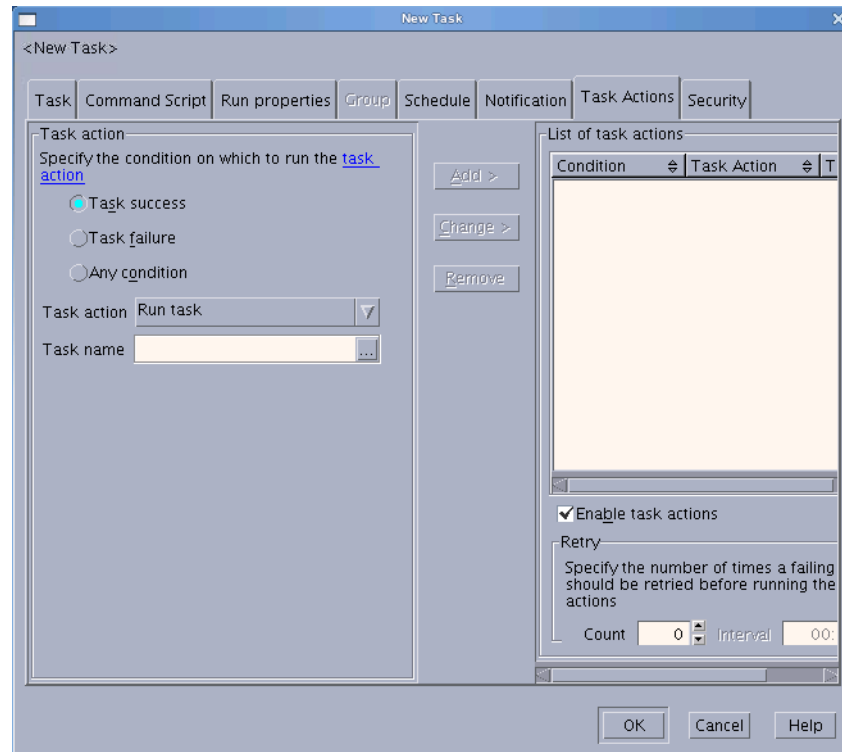 New Task
<New Task>
Task Command Script Run properties Group Schedule Notification Task Actions Security
Task action
Specify the condition on which to run the task
action
Task success
Task failure
Any condition
Task action Run task
Task name ...
Add >
Change >
Remove
List of task actions
Condition Task Action T
Enable task actions
Retry
Specify the number of times a failing
should be retried before running the
actions
Count 0 Interval 00:
OK Cancel Help